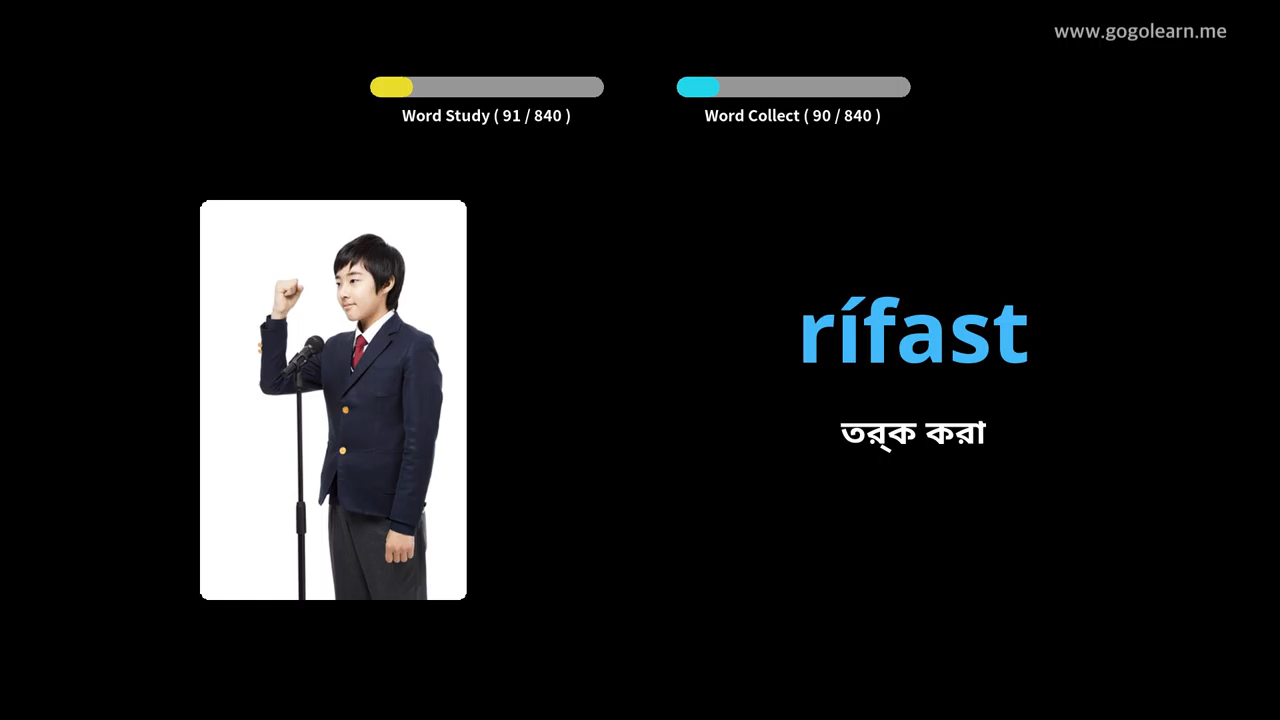 www.gogolearn.me
Word Study ( 91 / 840 )
Word Collect ( 90 / 840 )
rífast
তর্‌ক করা